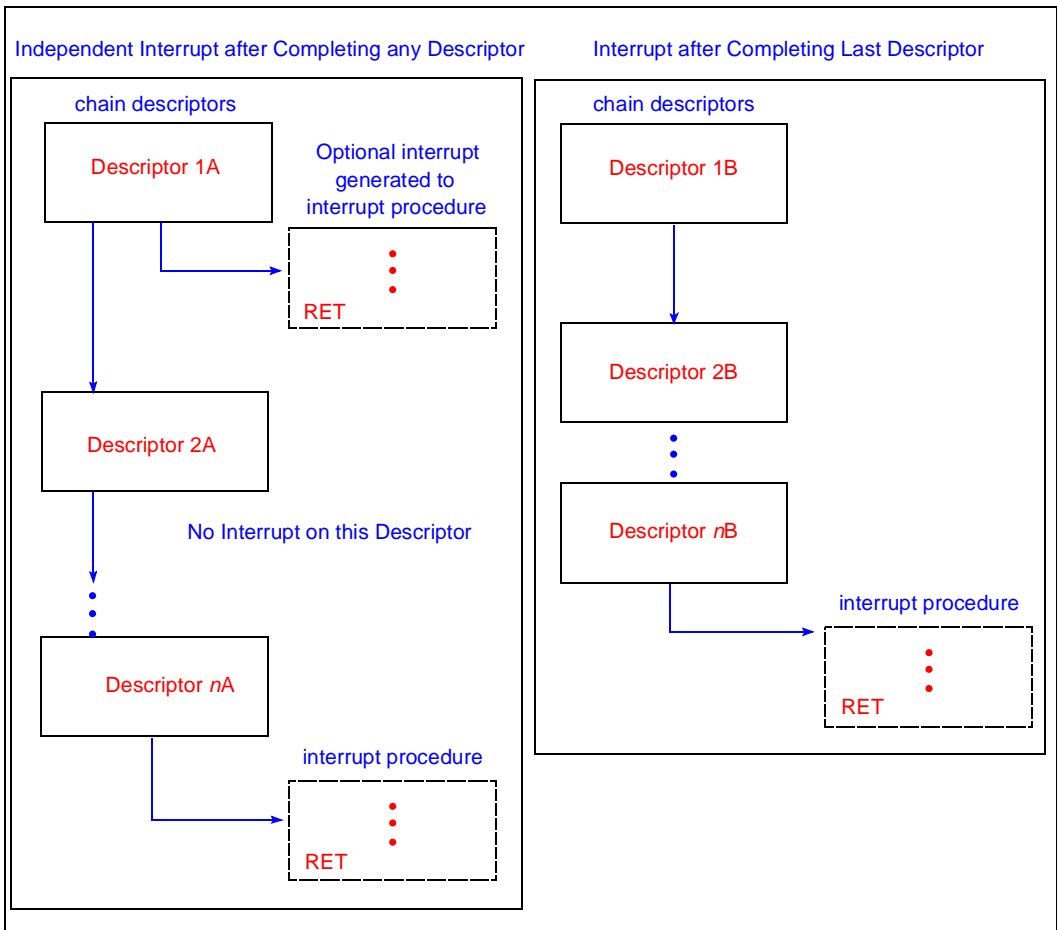 Independent Interrupt after Completing any Descriptor
chain descriptors
Descriptor 1A
Optional interrupt
generated to
interrupt procedure
RET
Descriptor 2A
No Interrupt on this Descriptor
Descriptor nA
interrupt procedure
RET
Interrupt after Completing Last Descriptor
chain descriptors
Descriptor 1B
Descriptor 2B
Descriptor nB
interrupt procedure
RET